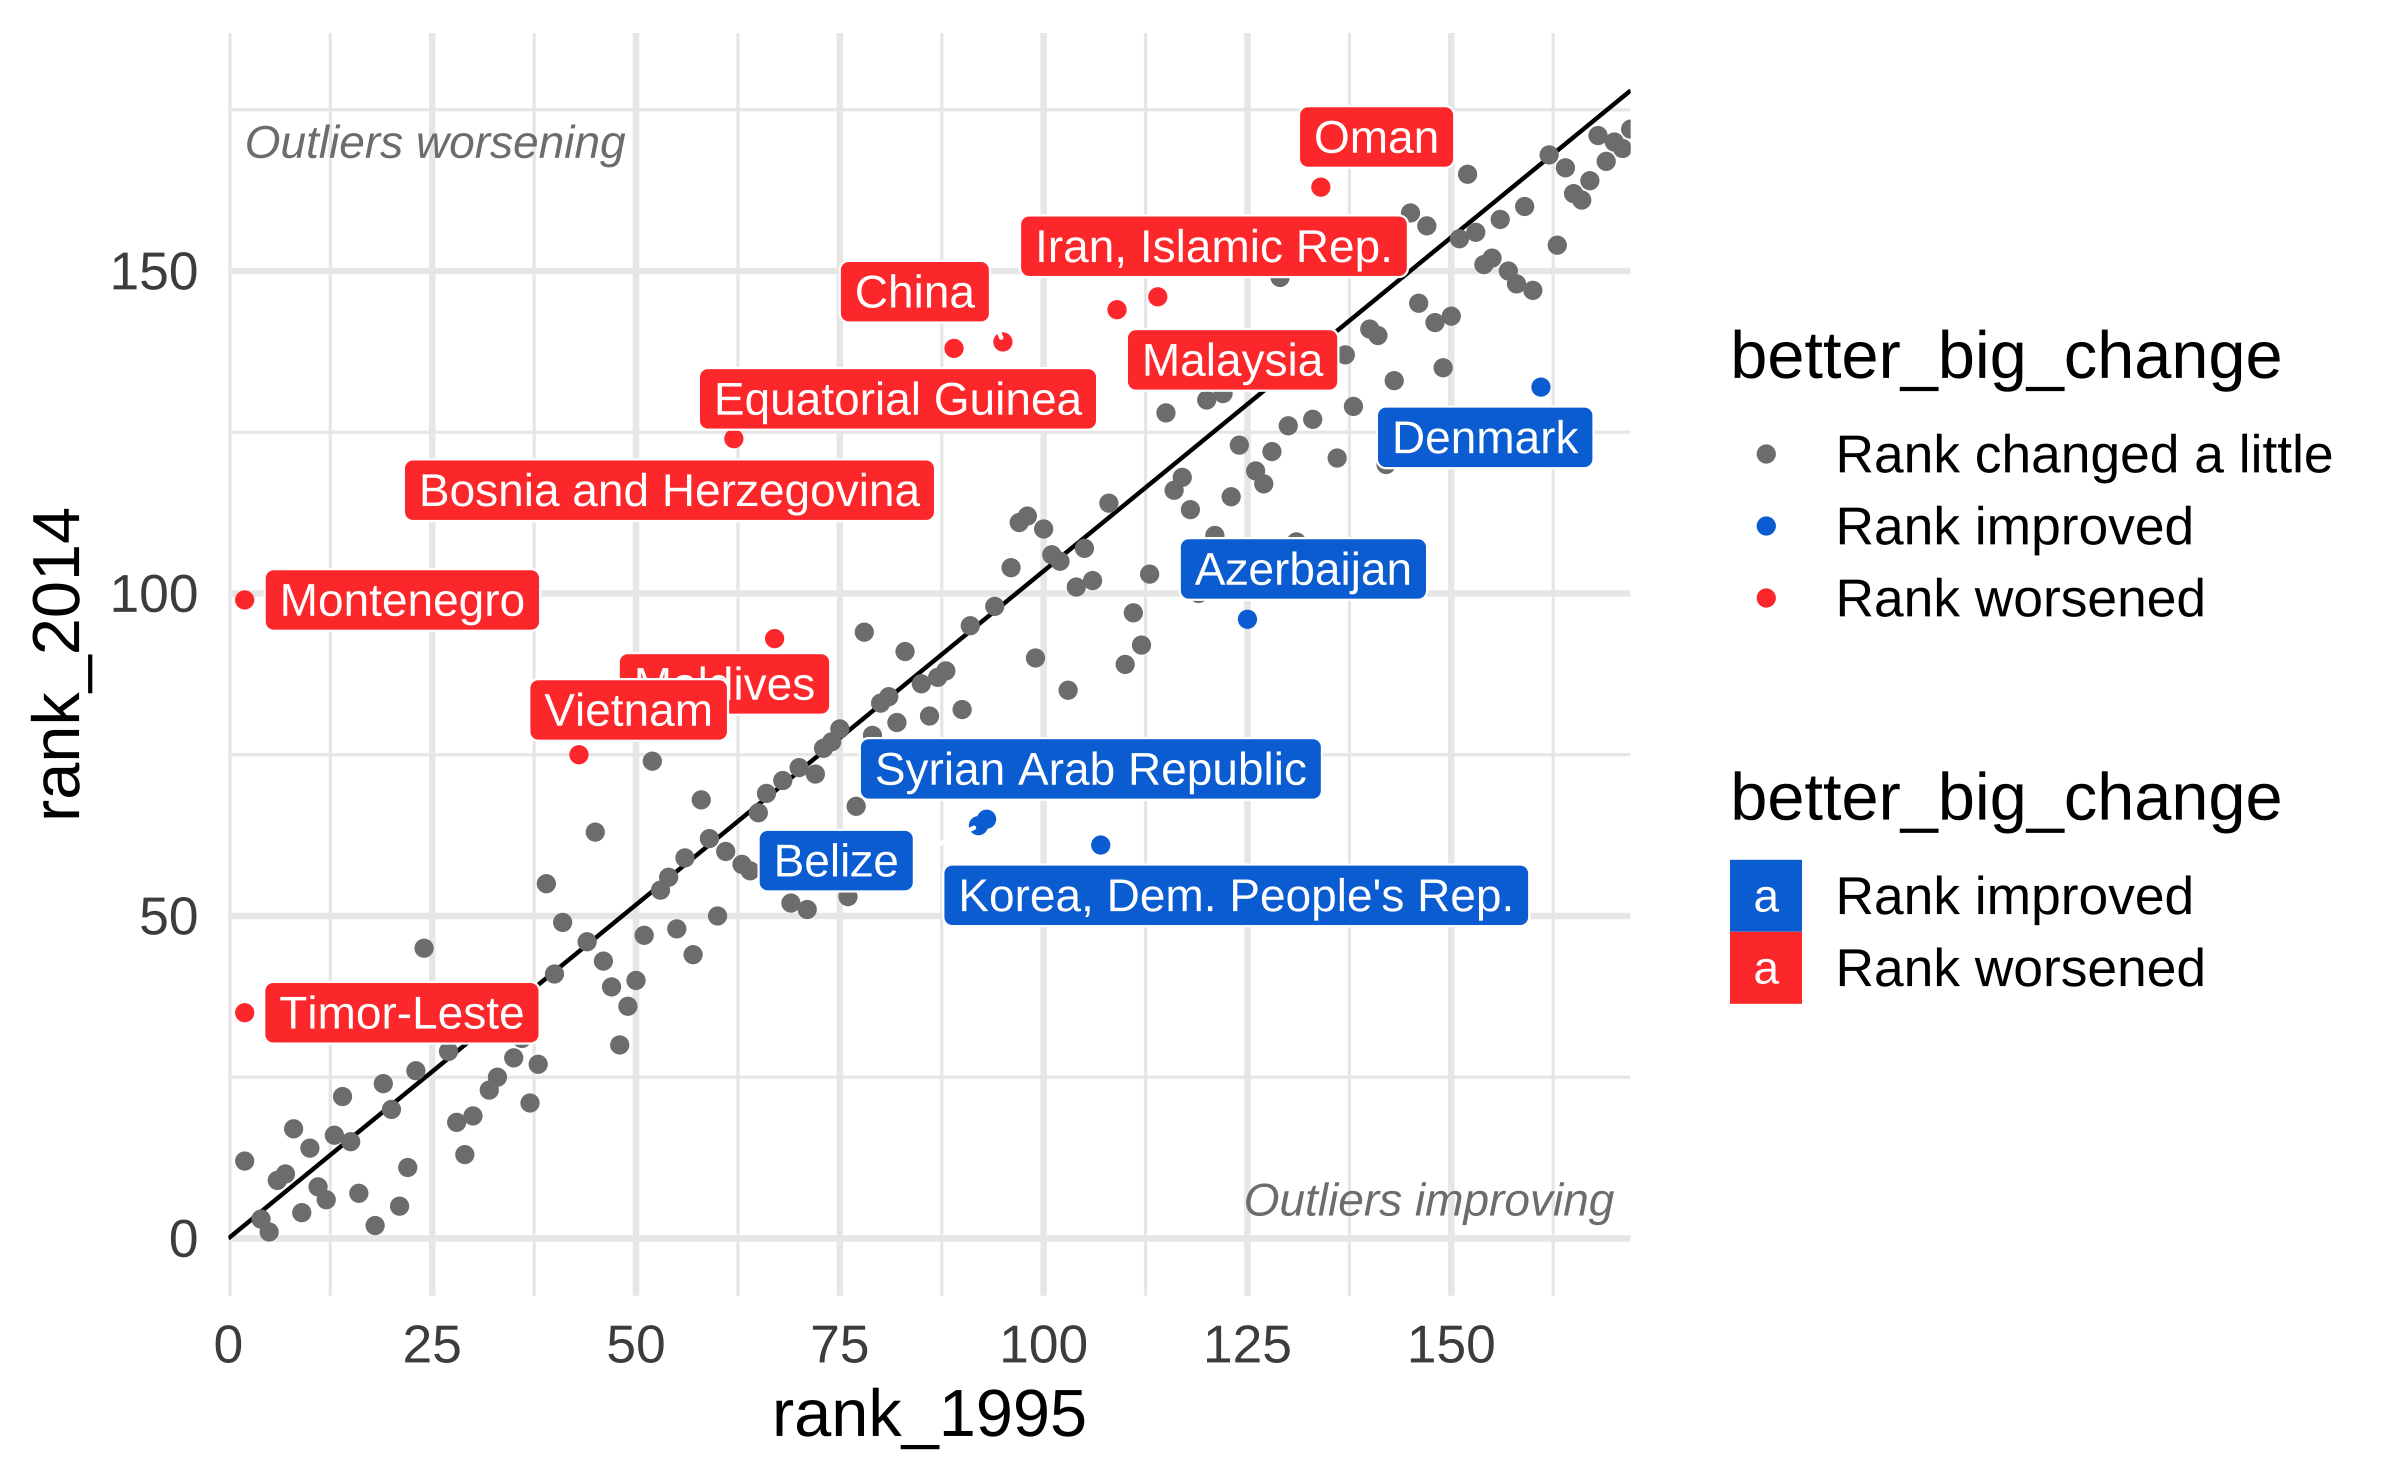 Outliers worsening
Oman
Iran, Islamic Rep.
150
China
Malaysia
Equatorial Guinea
Denmark
Bosnia and Herzegovina
Azerbaijan
100
Montenegro
Vietnam
Syrian Arab Republic
Belize
Korea, Dem. People's Rep.
50
Timor-Leste
Outliers improving
0
0 25 50 75 100 125 150
rank_1995
rank_2014
better_big_change
Rank changed a little
Rank improved
Rank worsened
better_big_change
a Rank improved
a Rank worsened